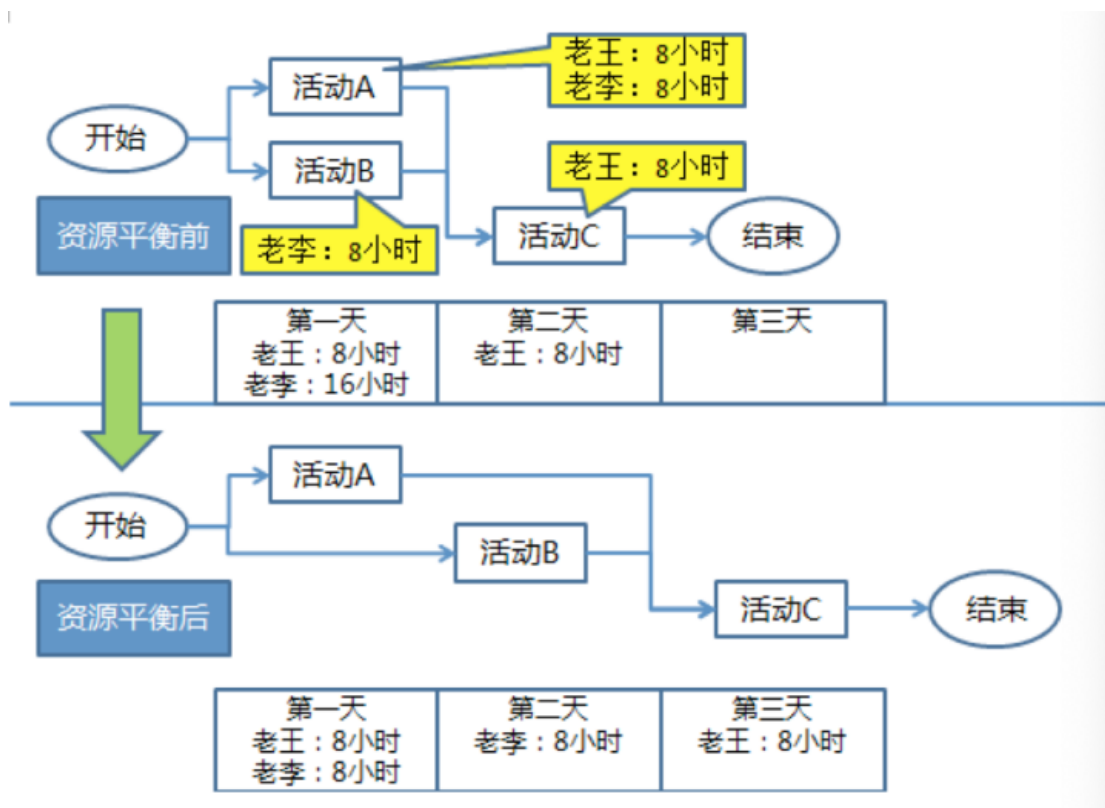 老王：8小时
老李：8小时
活动A
开始
活动B
老王：8小时
资源平衡前
老李：8小时
活动C
结束
第一天
老王：8小时
老李：16小时
第二天
老王：8小时
第三天
活动A
开始
活动B
资源平衡后
活动C
结束
第一天
老王：8小时
老李：8小时
第二天
老李：8小时
第三天
老王：8小时